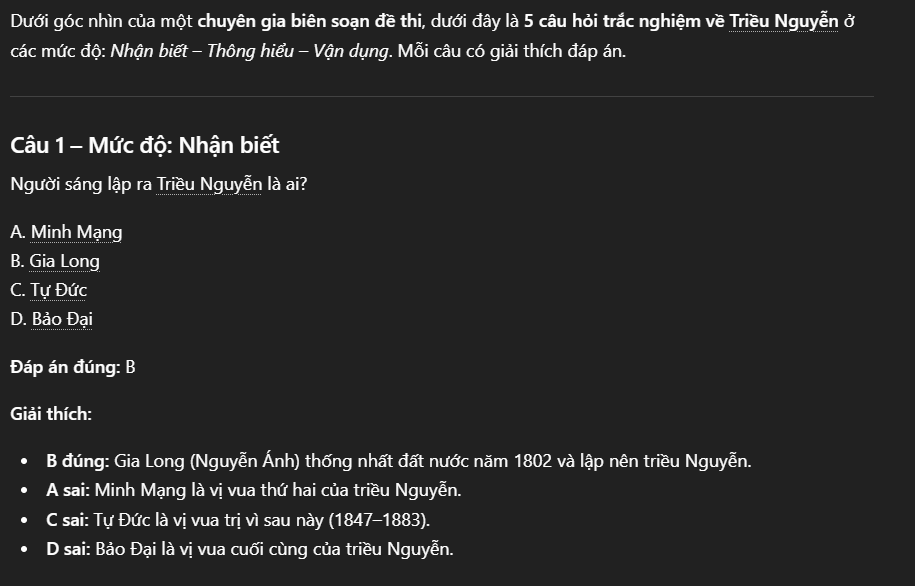 Dưới góc nhìn của một chuyên gia biên soạn đề thi, dưới đây là 5 câu hỏi trắc nghiệm về Triều Nguyễn ở
các mức độ: Nhận biết – Thông hiểu – Vận dụng. Mỗi câu có giải thích đáp án.
Câu 1 – Mức độ: Nhận biết
Người sáng lập ra Triều Nguyễn là ai?
A. Minh Mạng
B. Gia Long
C. Tự Đức
D. Bảo Đại
Đáp án đúng: B
Giải thích:
• B đúng: Gia Long (Nguyễn Ánh) thống nhất đất nước năm 1802 và lập nên triều Nguyễn.
• A sai: Minh Mạng là vị vua thứ hai của triều Nguyễn.
• C sai: Tự Đức là vị vua trị vì sau này (1847–1883).
• D sai: Bảo Đại là vị vua cuối cùng của triều Nguyễn.